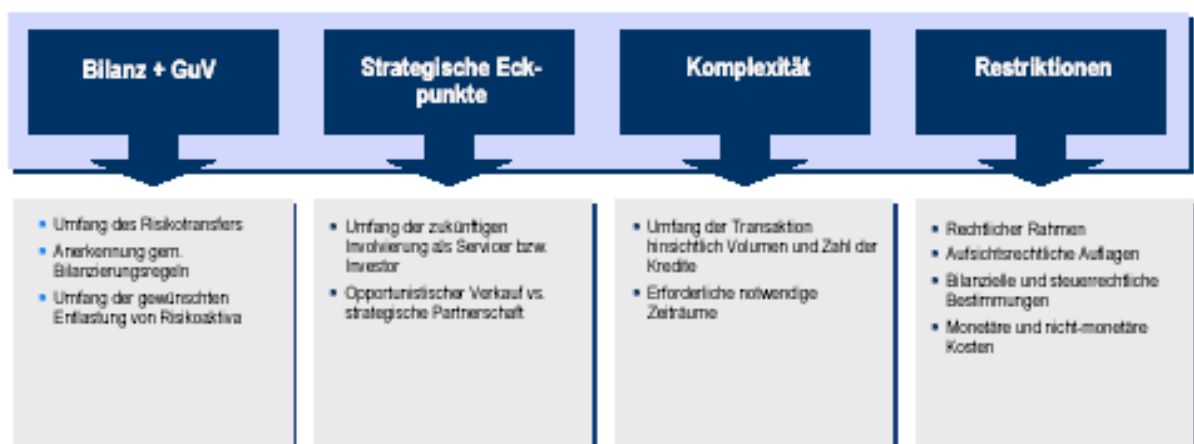 Bilanz + GuV
Strategische Eck-
punkte
Komplexität
Restriktionen
Umfang des Risikotransfers
Anerkennung gem.
Bilanzierungsregeln
Umfang der gewünschten
Entlastung von Risikoaktiva
Umfang der zukünftigen
Involvierung als Servicer bzw.
Investor
Opportunistischer Verkauf vs.
strategische Partnerschaft
Umfang der Transaktion
hinsichtlich Volumen und Zahl der
Kredite
Erforderliche notwendige
Zeiträume
Rechtlicher Rahmen
Aufsichtsrechtliche Auflagen
Bilanzielle und steuerrechtliche
Bestimmungen
Monetäre und nicht-monetäre
Kosten